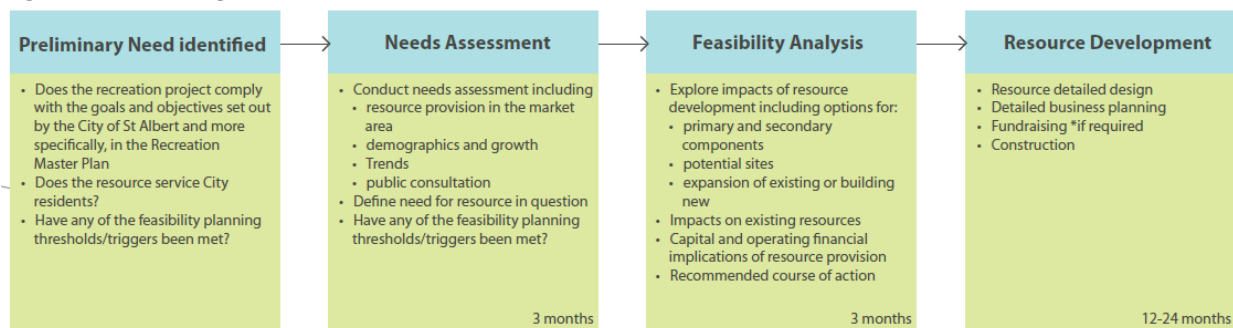 Preliminary Need identified
• Does the recreation project comply
with the goals and objectives set out
by the City of St Albert and more
specifically, in the Recreation
Master Plan
• Does the resource service City
residents?
• Have any of the feasibility planning
thresholds/triggers been met?
Needs Assessment
• Conduct needs assessment including
• resource provision in the market
area
• demographics and growth
• Trends
• public consultation
• Define need for resource in question
• Have any of the feasibility planning
thresholds/triggers been met?
3 months
Feasibility Analysis
• Explore impacts of resource
development including options for:
• primary and secondary
components
• potential sites
• expansion of existing or building
new
• Impacts on existing resources
• Capital and operating financial
implications of resource provision
• Recommended course of action
3 months
Resource Development
• Resource detailed design
• Detailed business planning
• Fundraising *if required
• Construction
12-24 months